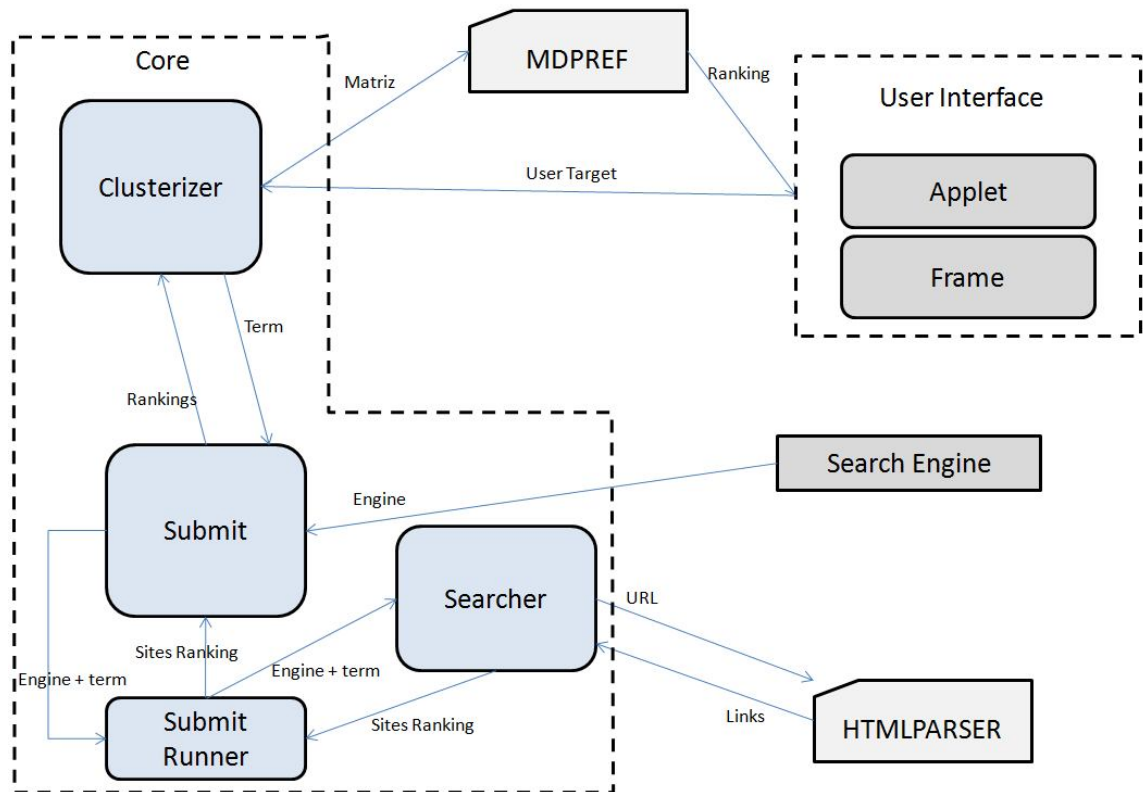 Core
MDPREF
Matriz
Ranking
User Interface
Clusterizer
User Target
Applet
Frame
Term
Rankings
Search Engine
Engine
Submit
Searcher
URL
Sites Ranking
Engine + term
Engine + term
Submit
Runner
Sites Ranking
Links
HTMLPARSER